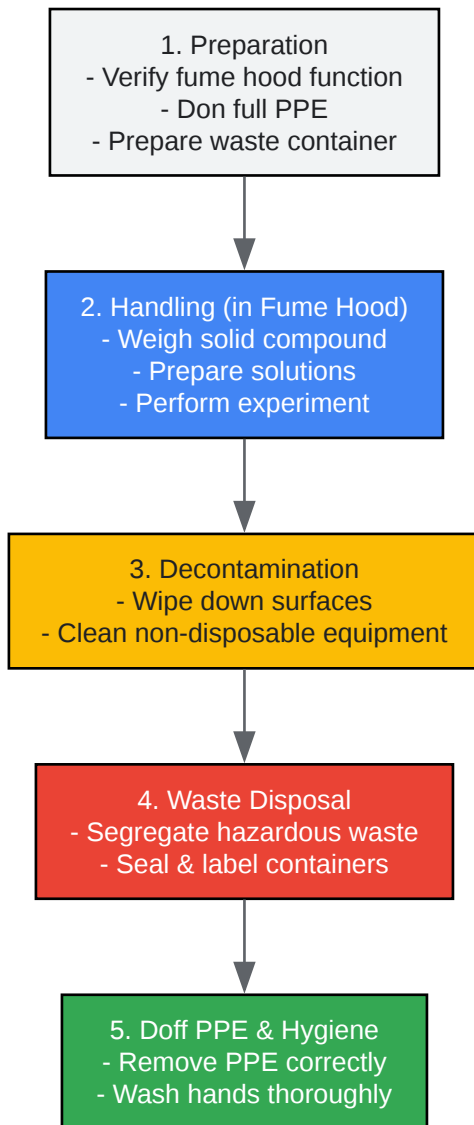 1. Preparation
- Verify fume hood function
- Don full PPE
- Prepare waste container
2. Handling (in Fume Hood)
- Weigh solid compound
- Prepare solutions
- Perform experiment
3. Decontamination
- Wipe down surfaces
- Clean non-disposable equipment
4. Waste Disposal
- Segregate hazardous waste
- Seal & label containers
5. Doff PPE & Hygiene
- Remove PPE correctly
- Wash hands thoroughly